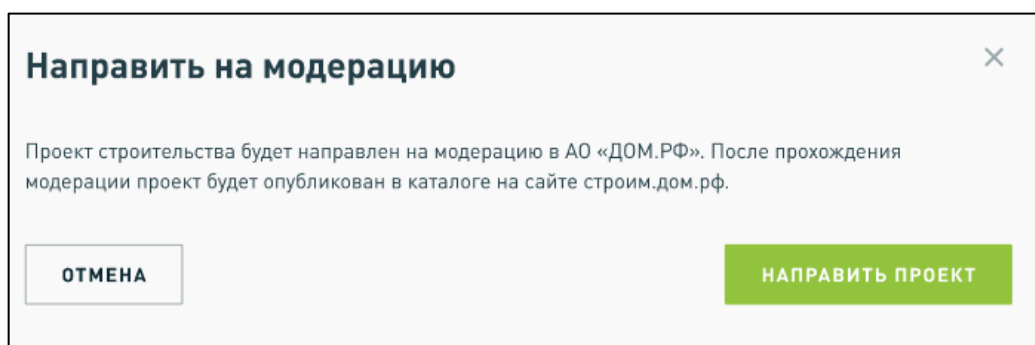 Направить на модерацию
Проект строительства будет направлен на модерацию в АО «ДОМ.РФ». После прохождения
модерации проект будет опубликован в каталоге на сайте строим.дом.рф.
ОТМЕНА
НАПРАВИТЬ ПРОЕКТ